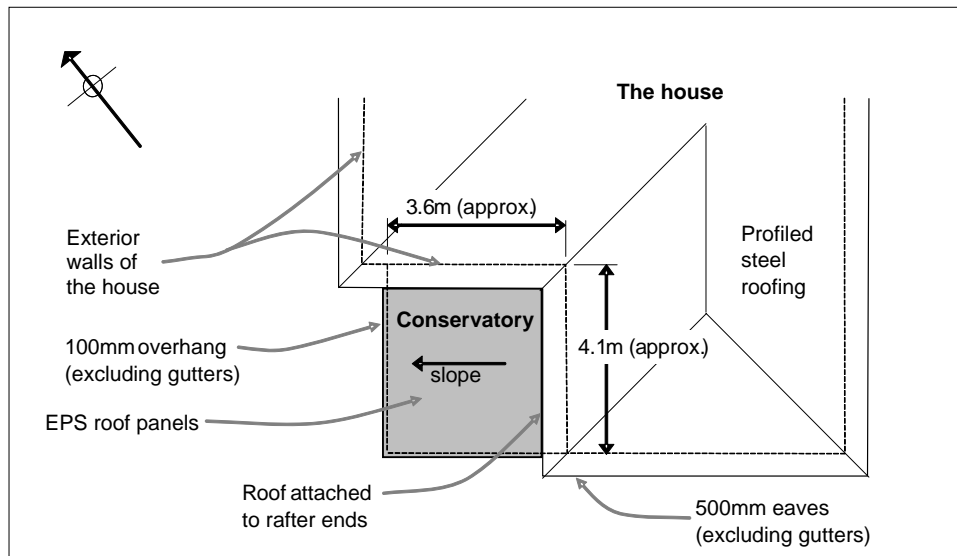 The house
3.6m (approx.)
Exterior
walls of
the house
Profiled
steel
roofing
Conservatory
100mm overhang
(excluding gutters)
4.1m (approx.)
slope
EPS roof panels
Roof attached
to rafter ends
500mm eaves
(excluding gutters)